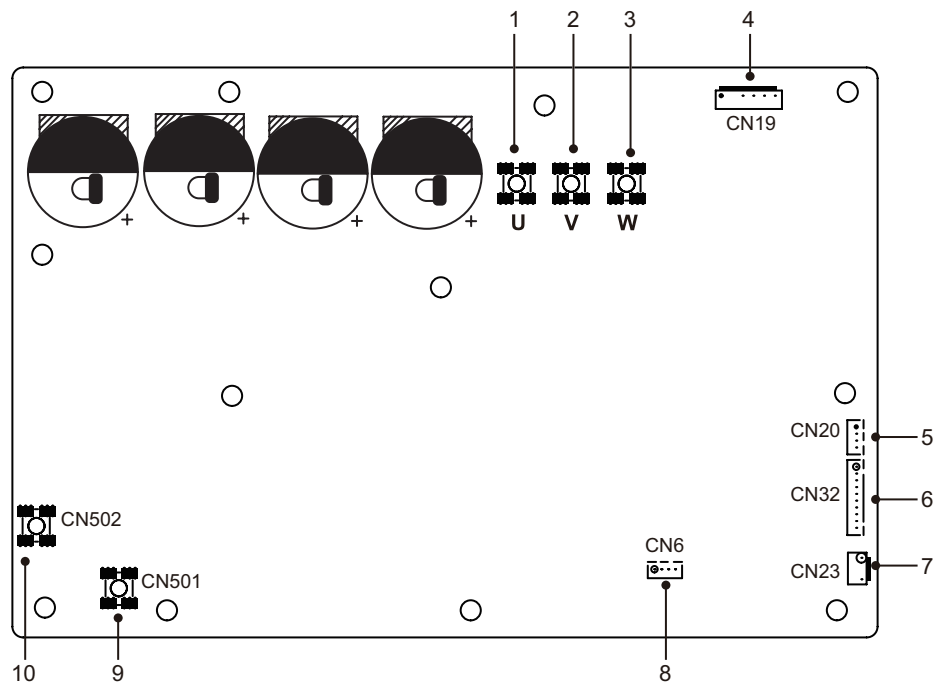 1 2 3 4
CN19
+ + + +
U V W
CN20 5
CN32 6
CN502
CN6
CN501
CN23 7
10 9 8